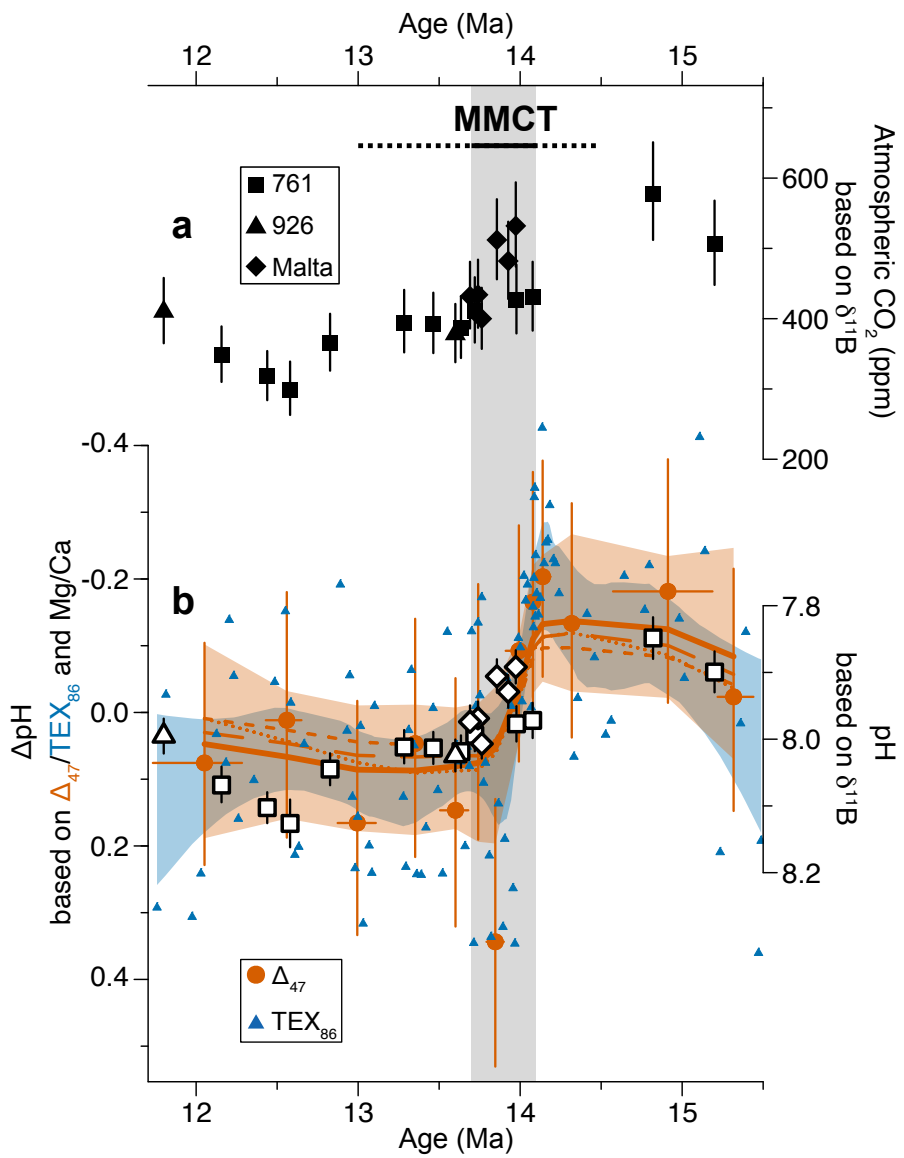 Age (Ma)
12 13 14 15
MMCT
761
926
Malta
a
600
400
200
Atmospheric CO₂ (ppm)
based on δ¹¹B
-0.4
-0.2
0.0
0.2
0.4
ΔpH
based on Δ₄₇/TEX₈₆ and Mg/Ca
b
7.8
8.0
8.2
pH
based on δ¹¹B
Δ₄₇
TEX₈₆
12 13 14 15
Age (Ma)